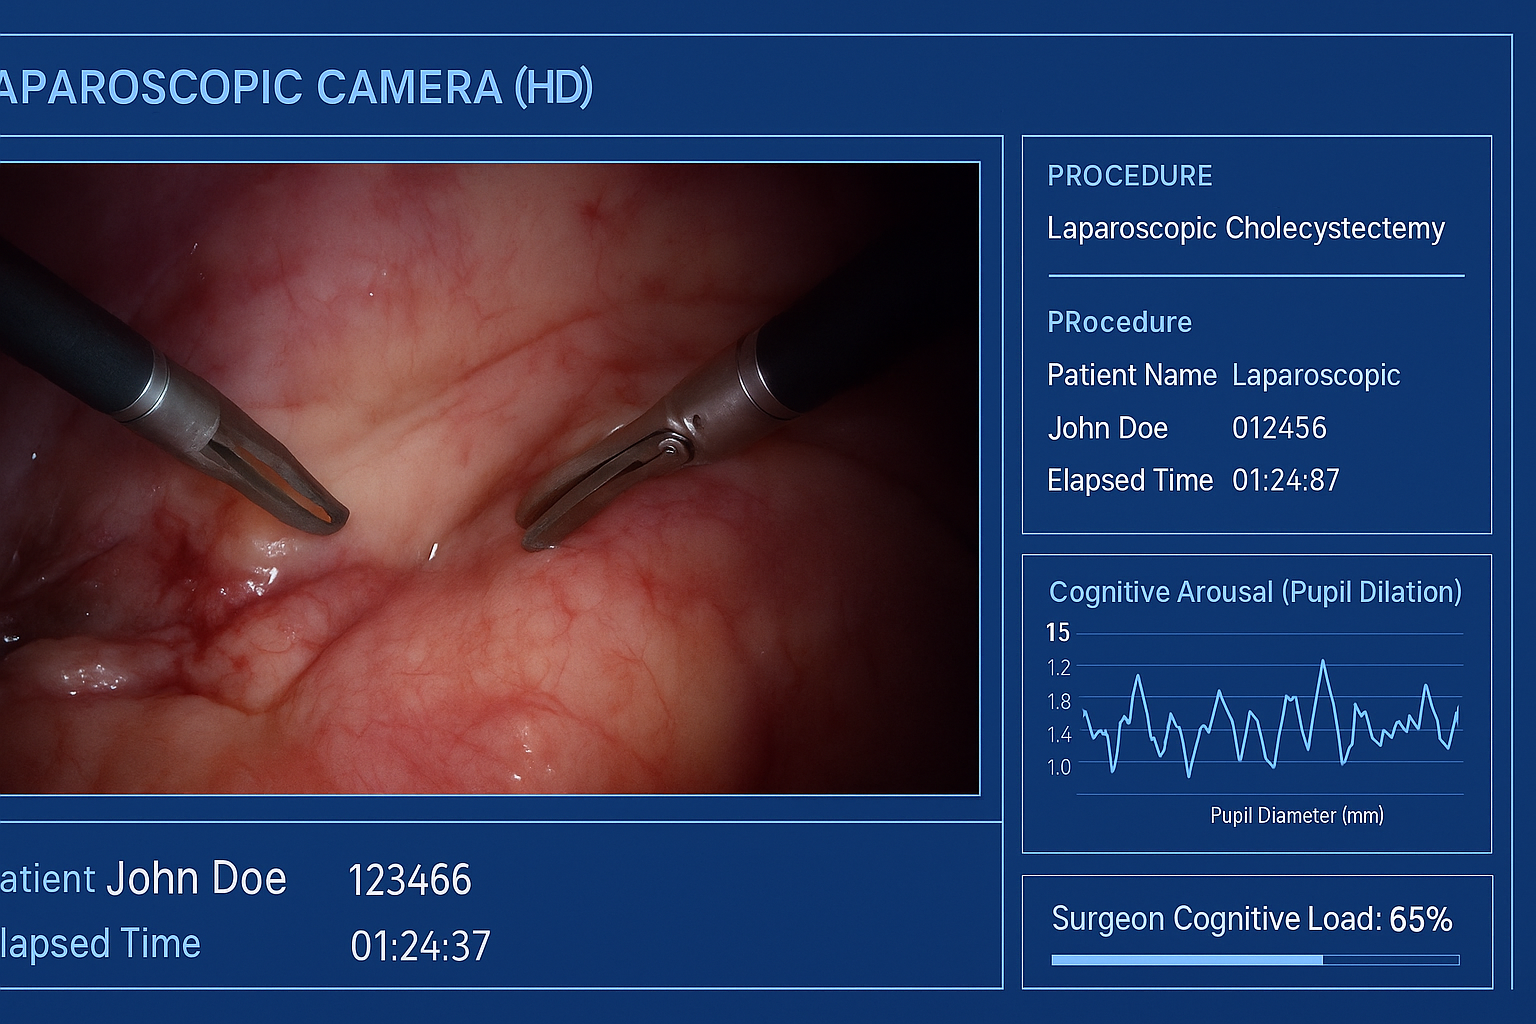 APAROSCOPIC CAMERA (HD)
PROCEDURE
Laparoscopic Cholecystectemy
PRocedure
Patient Name Laparoscopic
John Doe 012456
Elapsed Time 01:24:87
Cognitive Arousal (Pupil Dilation)
15
1.2
1.8
1.4
1.0
Pupil Diameter (mm)
Surgeon Cognitive Load: 65%
atient John Doe 123466
lapsed Time 01:24:37